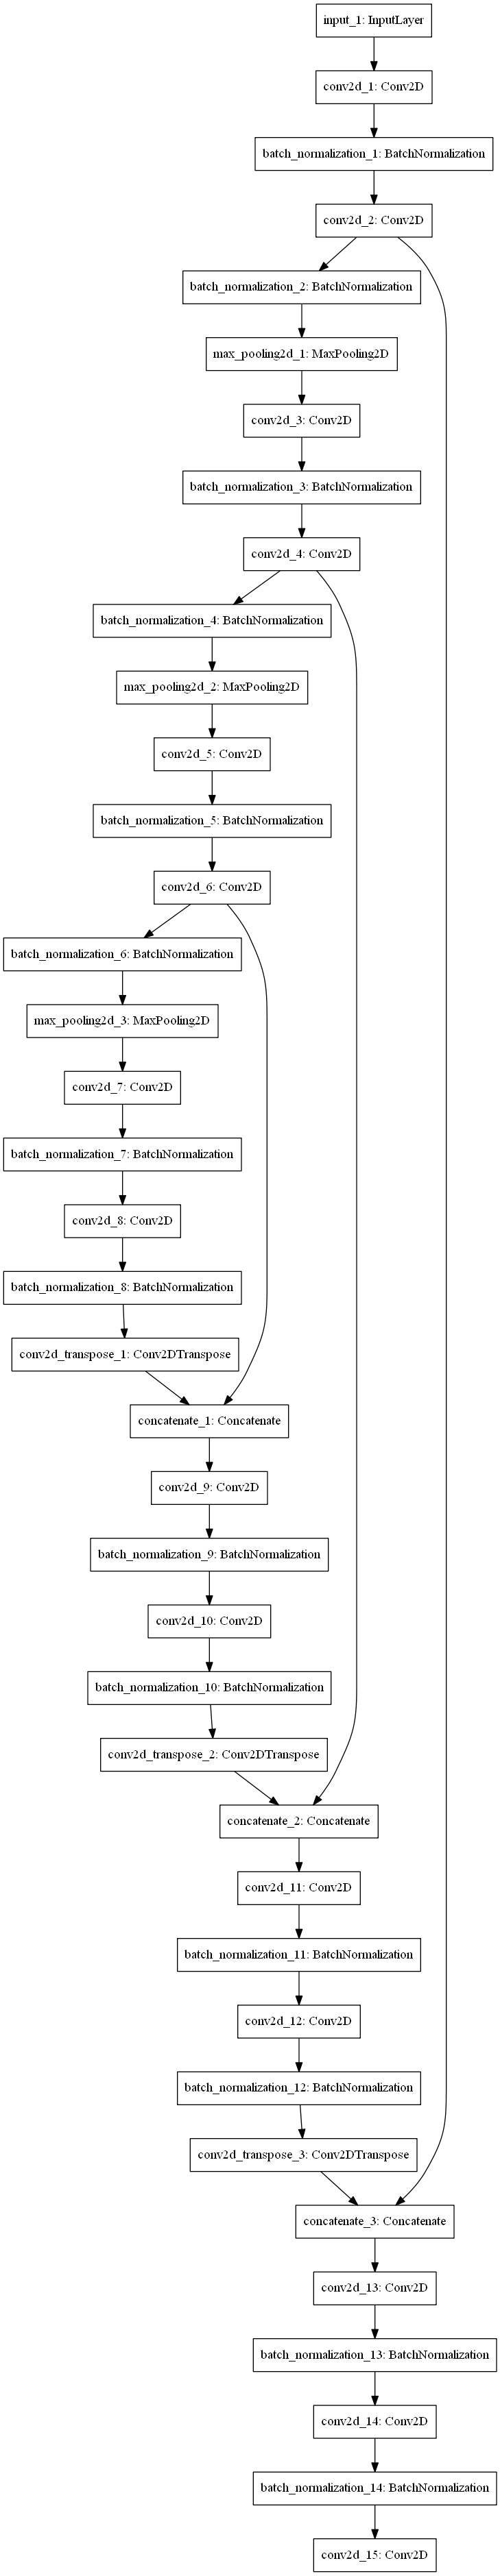 input_1: InputLayer
conv2d_1: Conv2D
batch_normalization_1: BatchNormalization
conv2d_2: Conv2D
batch_normalization_2: BatchNormalization
max_pooling2d_1: MaxPooling2D
conv2d_3: Conv2D
batch_normalization_3: BatchNormalization
conv2d_4: Conv2D
batch_normalization_4: BatchNormalization
max_pooling2d_2: MaxPooling2D
conv2d_5: Conv2D
batch_normalization_5: BatchNormalization
conv2d_6: Conv2D
batch_normalization_6: BatchNormalization
max_pooling2d_3: MaxPooling2D
conv2d_7: Conv2D
batch_normalization_7: BatchNormalization
conv2d_8: Conv2D
batch_normalization_8: BatchNormalization
conv2d_transpose_1: Conv2DTranspose
concatenate_1: Concatenate
conv2d_9: Conv2D
batch_normalization_9: BatchNormalization
conv2d_10: Conv2D
batch_normalization_10: BatchNormalization
conv2d_transpose_2: Conv2DTranspose
concatenate_2: Concatenate
conv2d_11: Conv2D
batch_normalization_11: BatchNormalization
conv2d_12: Conv2D
batch_normalization_12: BatchNormalization
conv2d_transpose_3: Conv2DTranspose
concatenate_3: Concatenate
conv2d_13: Conv2D
batch_normalization_13: BatchNormalization
conv2d_14: Conv2D
batch_normalization_14: BatchNormalization
conv2d_15: Conv2D